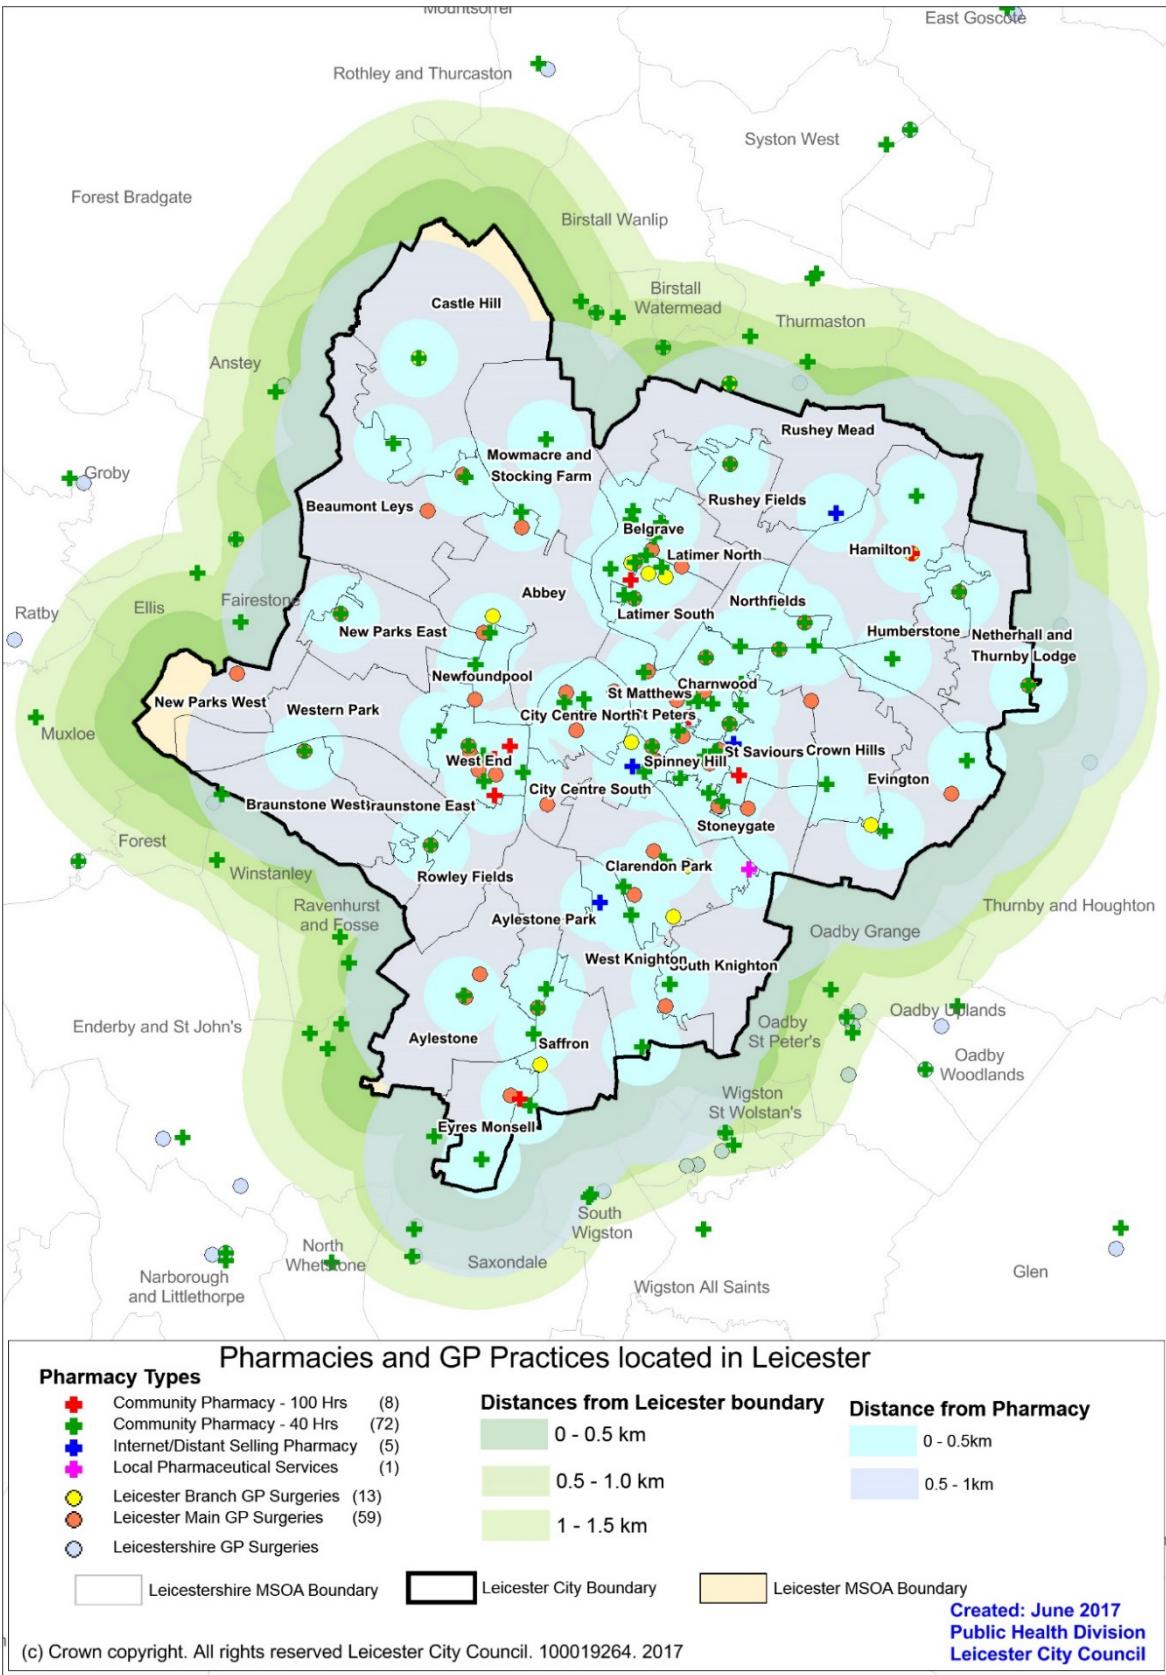 Mountsorrel
East Goscote
Rothley and Thurcaston
Syston West
Forest Bradgate
Birstall Wanlip
Birstall
Watermead
Castle Hill
Thurmaston
Anstey
Rushey Mead
Mowmacre and
Stocking Farm
Groby
Rushey Fields
Beaumont Leys
Belgrave
Latimer North
Hamilton
Abbey
Ratby
Ellis
Fairestone
Northfields
Latimer South
New Parks East
Humberstone
Netherhall and
Thurnby Lodge
Newfoundpool
Charnwood
St Matthews
New Parks West
Western Park
City Centre North
St Peters
Muxloe
St Saviours
Crown Hills
West End
Spinney Hill
Evington
City Centre South
Braunstone West
Braunstone East
Stoneygate
Forest
Clarendon Park
Winstanley
Rowley Fields
Ravenhurst
and Fosse
Thurnby and Houghton
Aylestone Park
Oadby Grange
West Knighton
South Knighton
Enderby and St John's
Oadby Uplands
Oadby
St Peter's
Aylestone
Saffron
Oadby
Woodlands
Wigston
St Wolstan's
Eyres Monsell
South
Wigston
North
Whetstone
Saxondale
Glen
Narborough
and Littlethorpe
Wigston All Saints
Pharmacies and GP Practices located in Leicester
Pharmacy Types
Community Pharmacy - 100 Hrs (8)
Community Pharmacy - 40 Hrs (72)
Internet/Distant Selling Pharmacy (5)
Local Pharmaceutical Services (1)
Leicester Branch GP Surgeries (13)
Leicester Main GP Surgeries (59)
Leicestershire GP Surgeries
Distances from Leicester boundary
0 - 0.5 km
0.5 - 1.0 km
1 - 1.5 km
Distance from Pharmacy
0 - 0.5km
0.5 - 1km
Leicestershire MSOA Boundary
Leicester City Boundary
Leicester MSOA Boundary
Created: June 2017
Public Health Division
Leicester City Council
(c) Crown copyright. All rights reserved Leicester City Council. 100019264. 2017